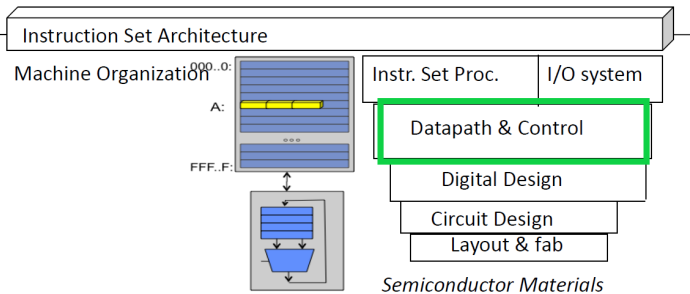 Instruction Set Architecture
Machine Organization
000..0:
Instr. Set Proc.
I/O system
A:
Datapath & Control
ooo
FFF..F:
Digital Design
Circuit Design
Layout & fab
Semiconductor Materials